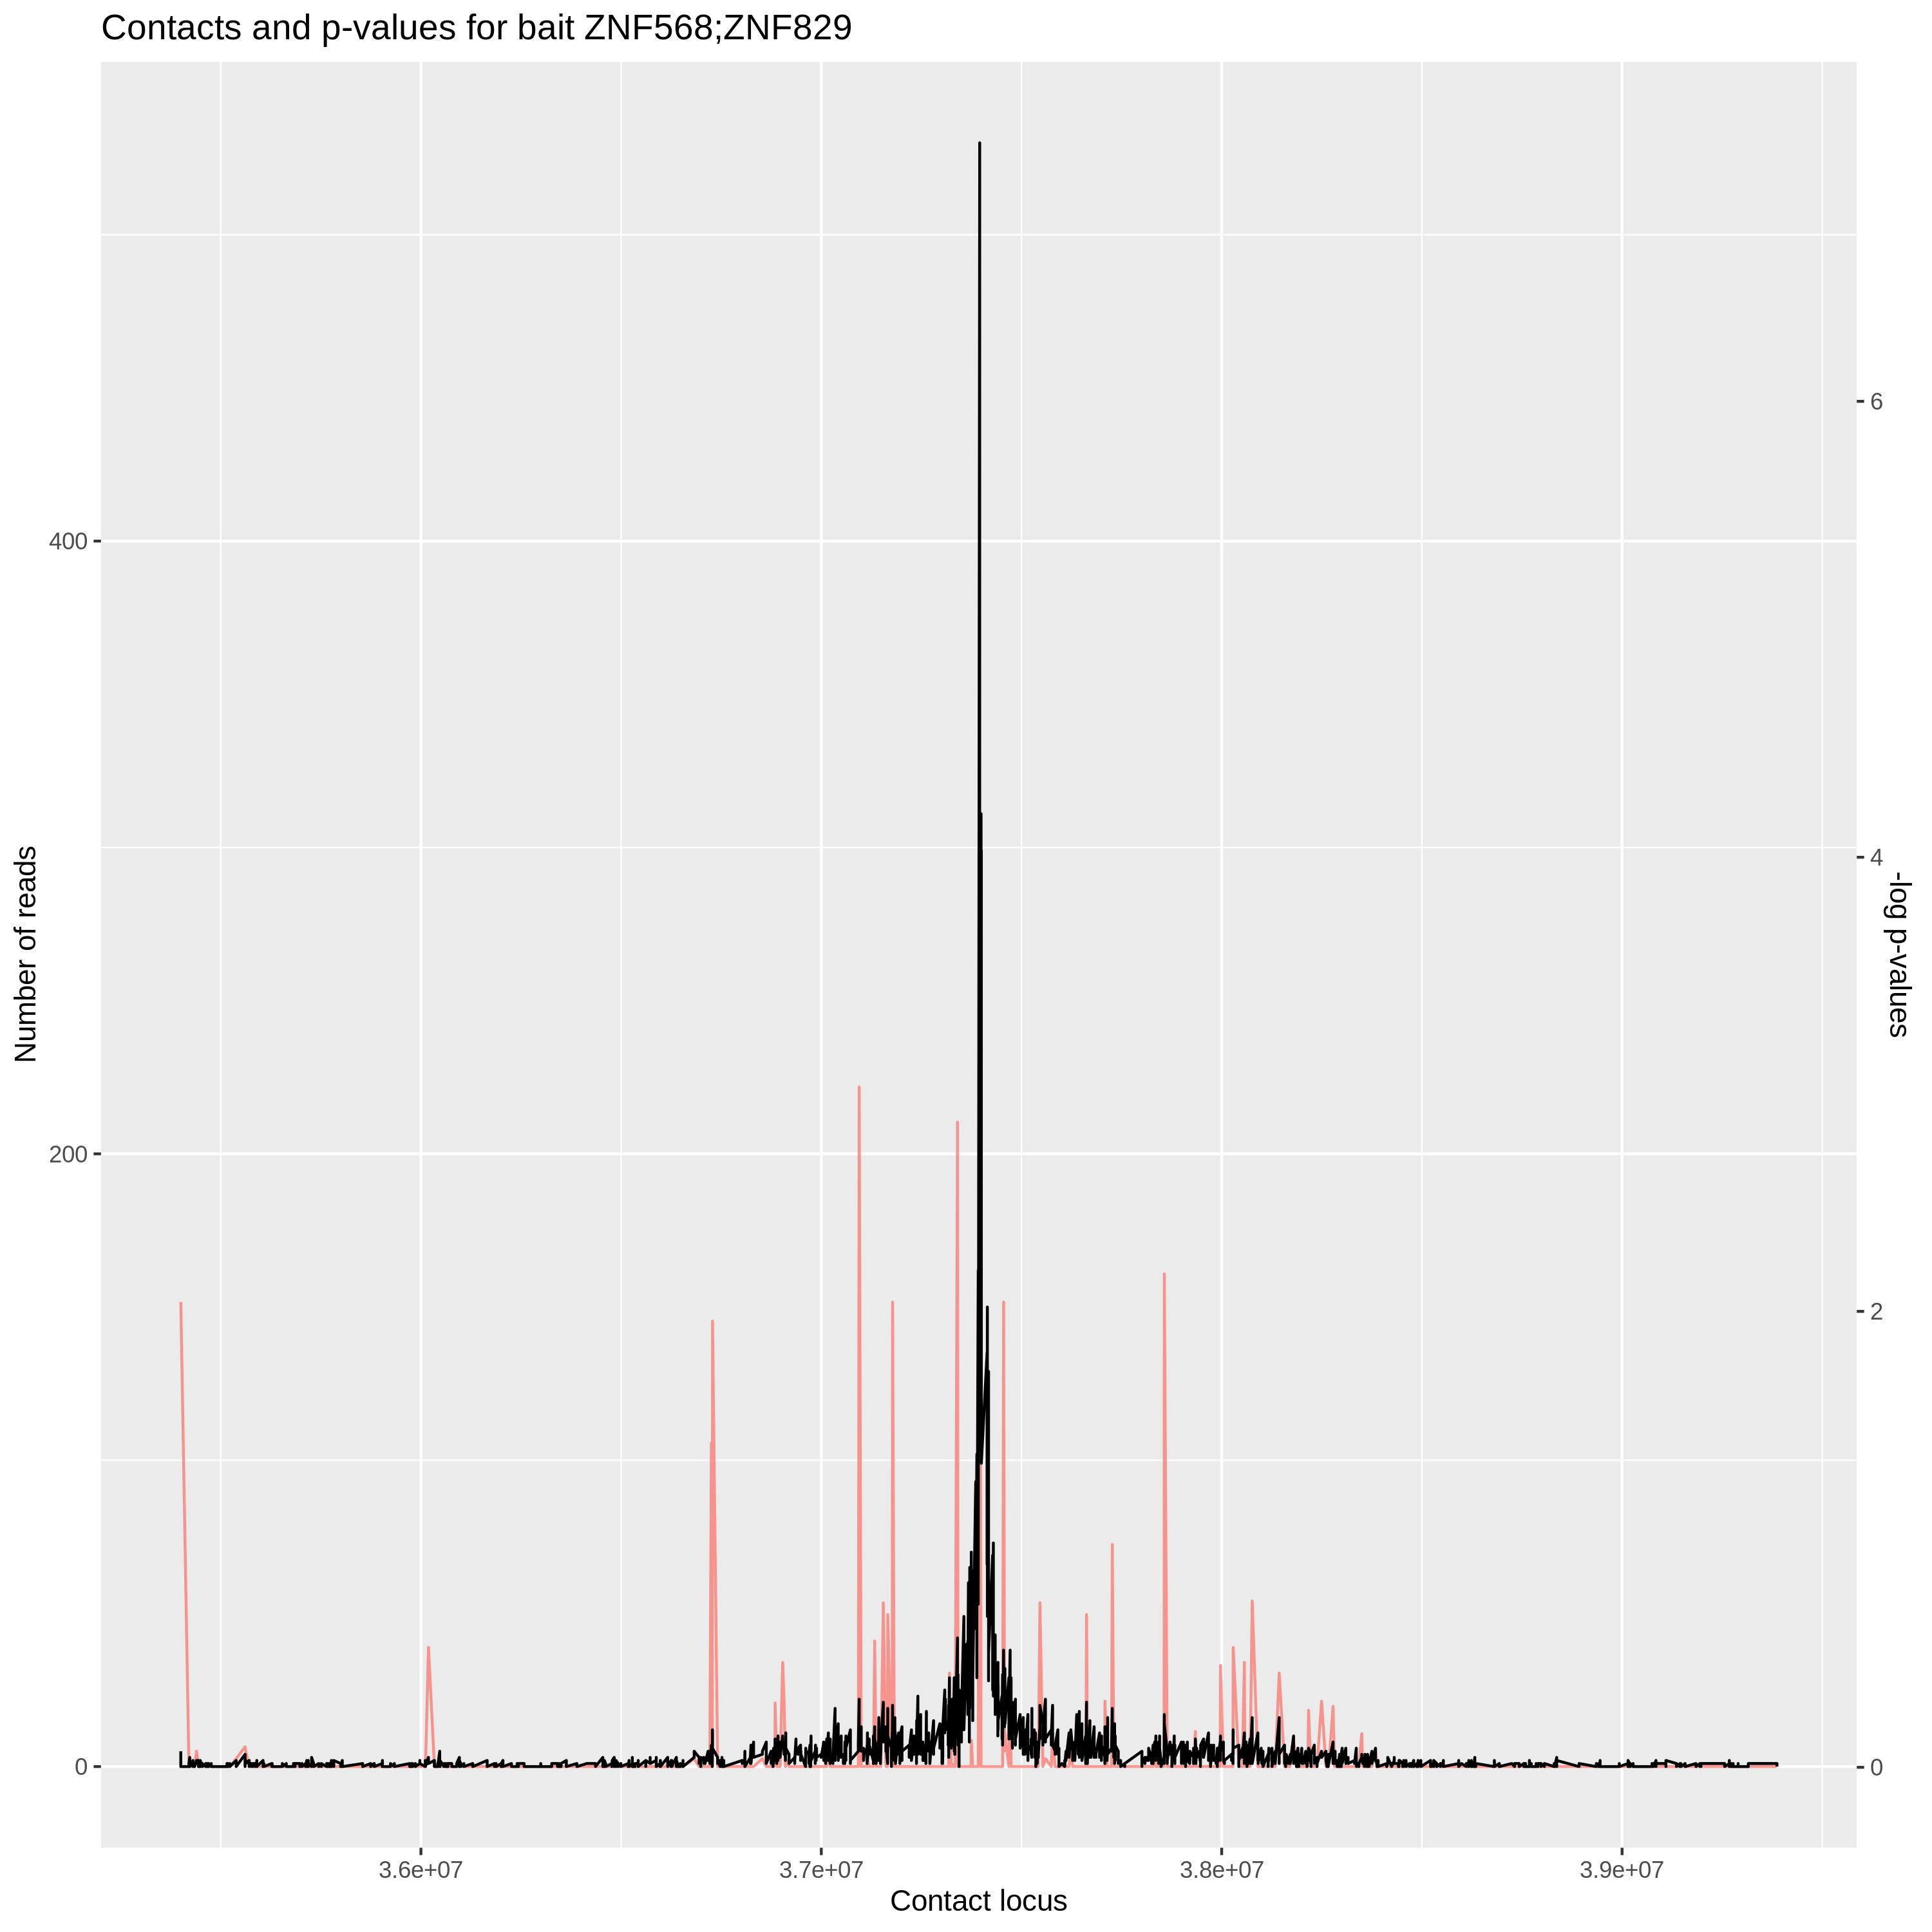 Contacts and p-values for bait ZNF568;ZNF829
Number of reads
400
200
0
6
4
2
0
-log p-values
3.6e+07
3.7e+07
3.8e+07
3.9e+07
Contact locus